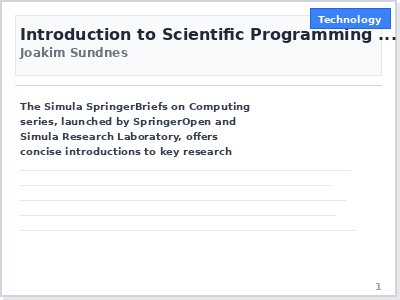 Technology
Introduction to Scientific Programming ...
Joakim Sundnes
The Simula SpringerBriefs on Computing
series, launched by SpringerOpen and
Simula Research Laboratory, offers
concise introductions to key research
1